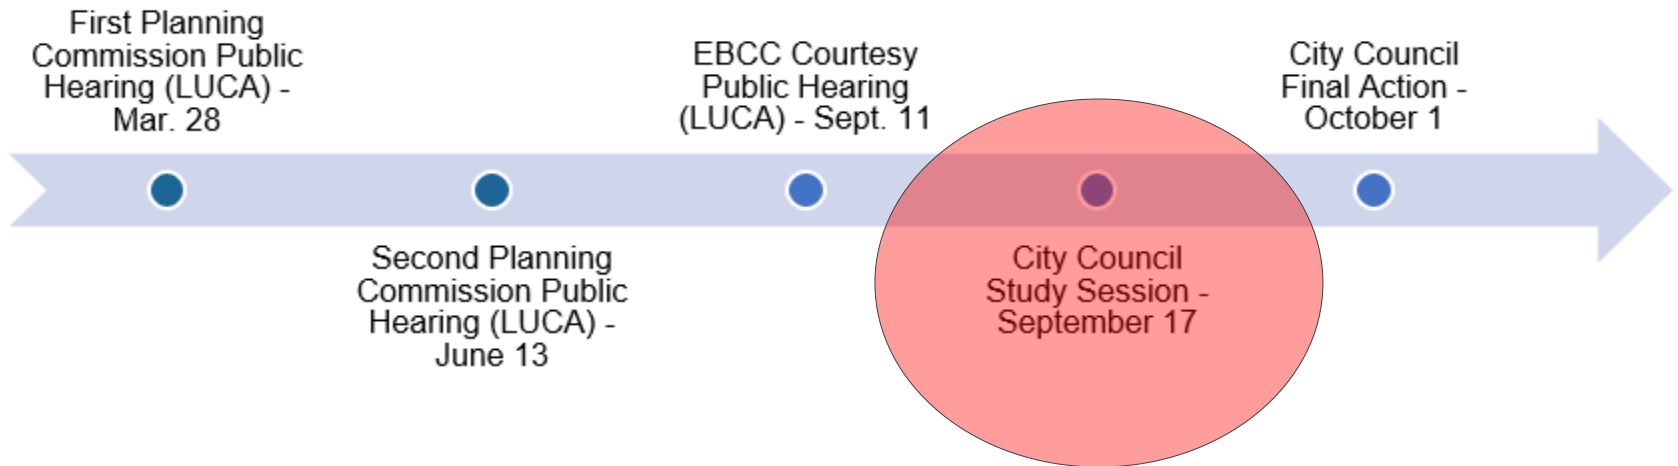 First Planning
Commission Public
Hearing (LUCA) -
Mar. 28
Second Planning
Commission Public
Hearing (LUCA) -
June 13
EBCC Courtesy
Public Hearing
(LUCA) - Sept. 11
City Council
Study Session -
September 17
City Council
Final Action -
October 1